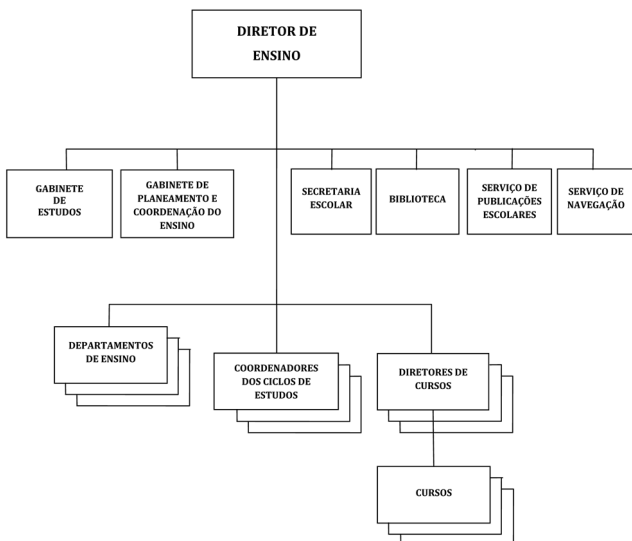 DIRETOR DE
ENSINO
GABINETE
DE
ESTUDOS
GABINETE DE
PLANEAMENTO E
COORDENAÇÃO DO
ENSINO
SECRETARIA
ESCOLAR
BIBLIOTECA
SERVIÇO DE
PUBLICAÇÕES
ESCOLARES
SERVIÇO DE
NAVEGAÇÃO
DEPARTAMENTOS
DE ENSINO
COORDENADORES
DOS CICLOS DE
ESTUDOS
DIRETORES DE
CURSOS
CURSOS